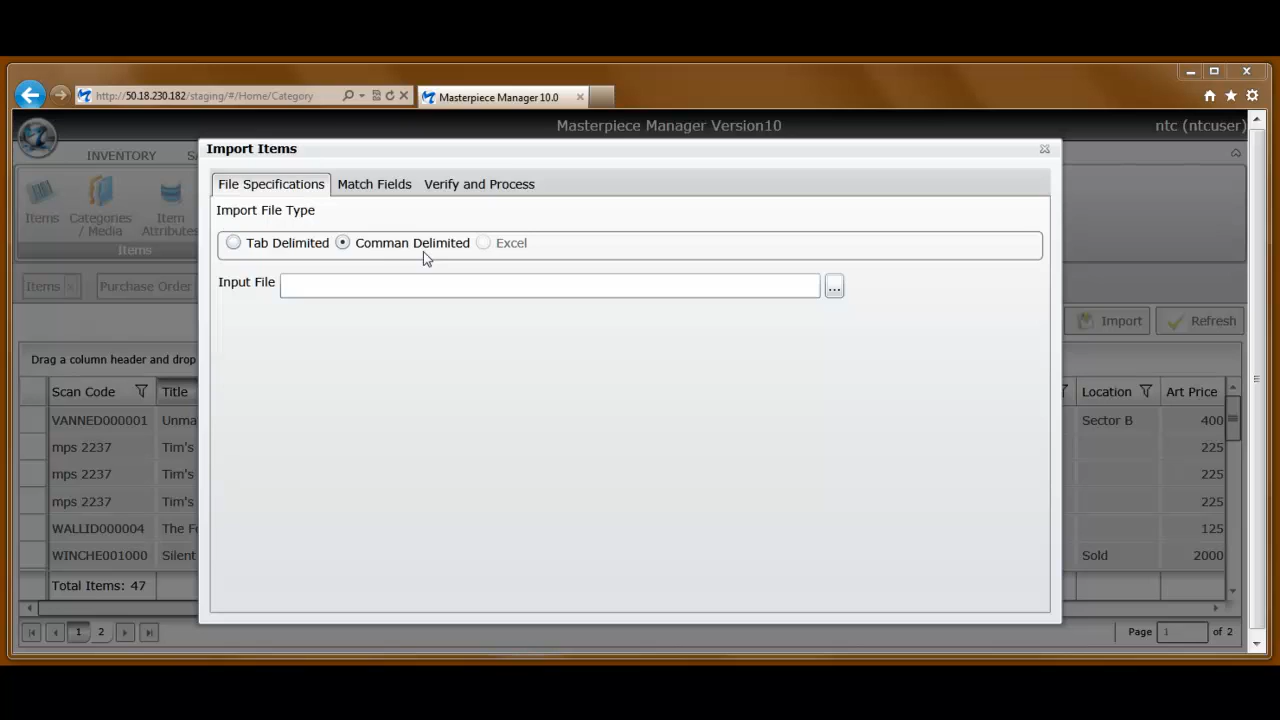 http://50.18.230.182/staging/#/Home/Category
Masterpiece Manager 10.0
Masterpiece Manager Version10
ntc (ntcuser)
INVENTORY
Import Items
File Specifications
Match Fields
Verify and Process
Import File Type
Tab Delimited
Comman Delimited
Excel
Input File
...
Items
Categories
/ Media
Item
Attributes
Items
Items
Purchase Order
Import
Refresh
Drag a column header and drop
Scan Code
Title
Location
Art Price
VANNED000001
Unma
Sector B
400
mps 2237
Tim's
225
mps 2237
Tim's
225
mps 2237
Tim's
225
WALLID000004
The Fo
125
WINCHE001000
Silent
Sold
2000
Total Items: 47
1
2
Page
1
of 2